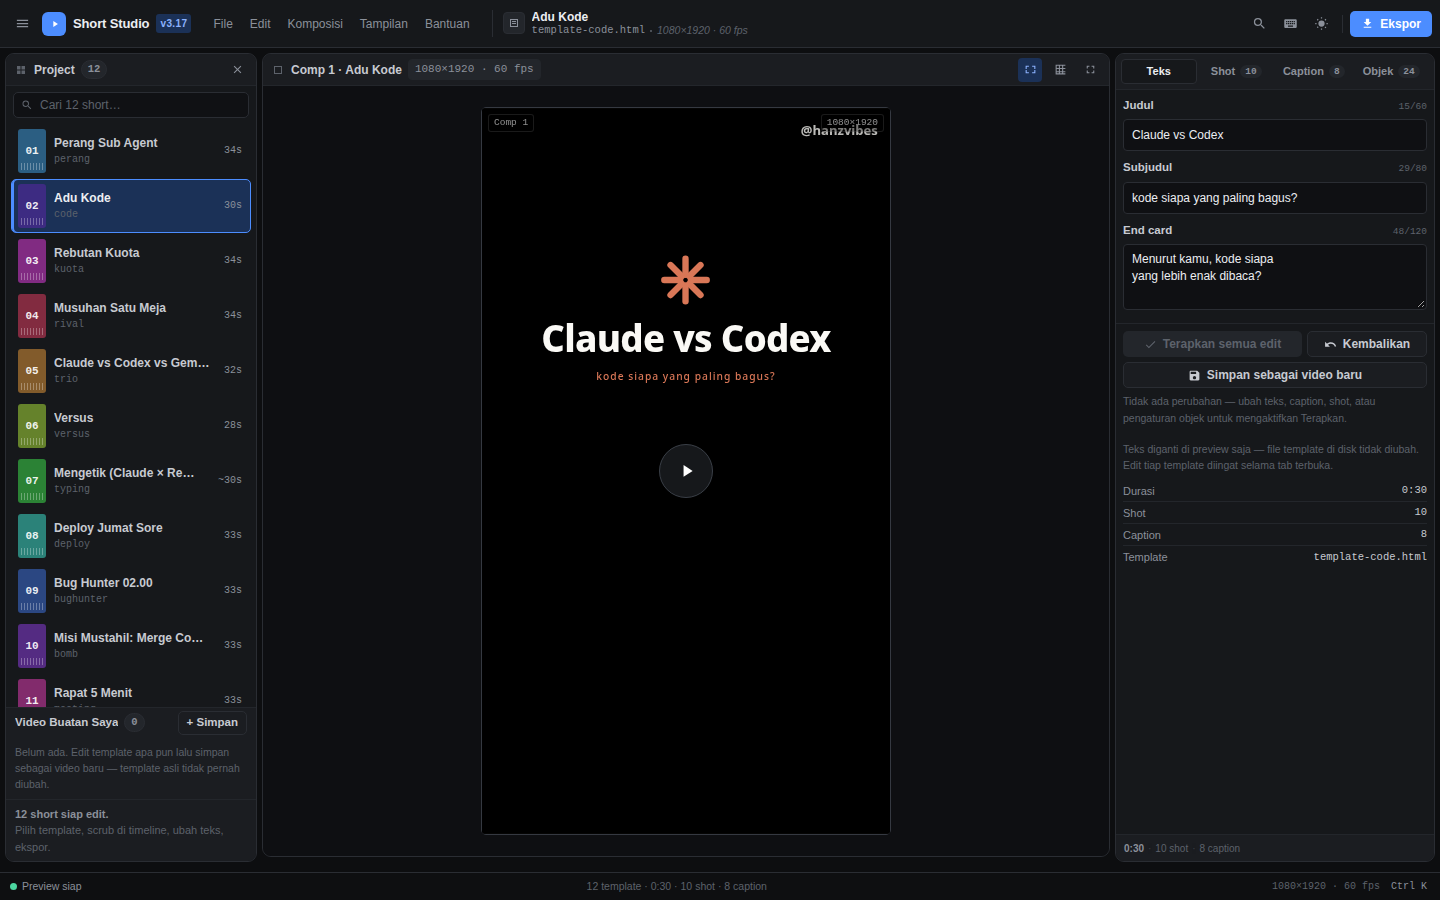 Short Studio v3.17 File Edit Komposisi Tampilan Bantuan
Adu Kode
template-code.html · 1080×1920 · 60 fps
Ekspor
Project 12
Cari 12 short…
01 Perang Sub Agent 34s
perang
02 Adu Kode 30s
code
03 Rebutan Kuota 34s
kuota
04 Musuhan Satu Meja 34s
rival
05 Claude vs Codex vs Gem… 32s
trio
06 Versus 28s
versus
07 Mengetik (Claude × Re… ~30s
typing
08 Deploy Jumat Sore 33s
deploy
09 Bug Hunter 02.00 33s
bughunter
10 Misi Mustahil: Merge Co… 33s
bomb
11 Rapat 5 Menit 33s
Video Buatan Saya 0 + Simpan
Belum ada. Edit template apa pun lalu simpan
sebagai video baru — template asli tidak pernah
diubah.
12 short siap edit.
Pilih template, scrub di timeline, ubah teks,
ekspor.
Comp 1 · Adu Kode 1080×1920 · 60 fps
Comp 1
1080×1920
@hanzvibes
Claude vs Codex
kode siapa yang paling bagus?
Teks Shot 10 Caption 8 Objek 24
Judul 15/60
Claude vs Codex
Subjudul 29/80
kode siapa yang paling bagus?
End card 48/120
Menurut kamu, kode siapa
yang lebih enak dibaca?
Terapkan semua edit Kembalikan
Simpan sebagai video baru
Tidak ada perubahan — ubah teks, caption, shot, atau
pengaturan objek untuk mengaktifkan Terapkan.
Teks diganti di preview saja — file template di disk tidak diubah.
Edit tiap template diingat selama tab terbuka.
Durasi 0:30
Shot 10
Caption 8
Template template-code.html
0:30 · 10 shot · 8 caption
Preview siap
12 template · 0:30 · 10 shot · 8 caption
1080×1920 · 60 fps Ctrl K